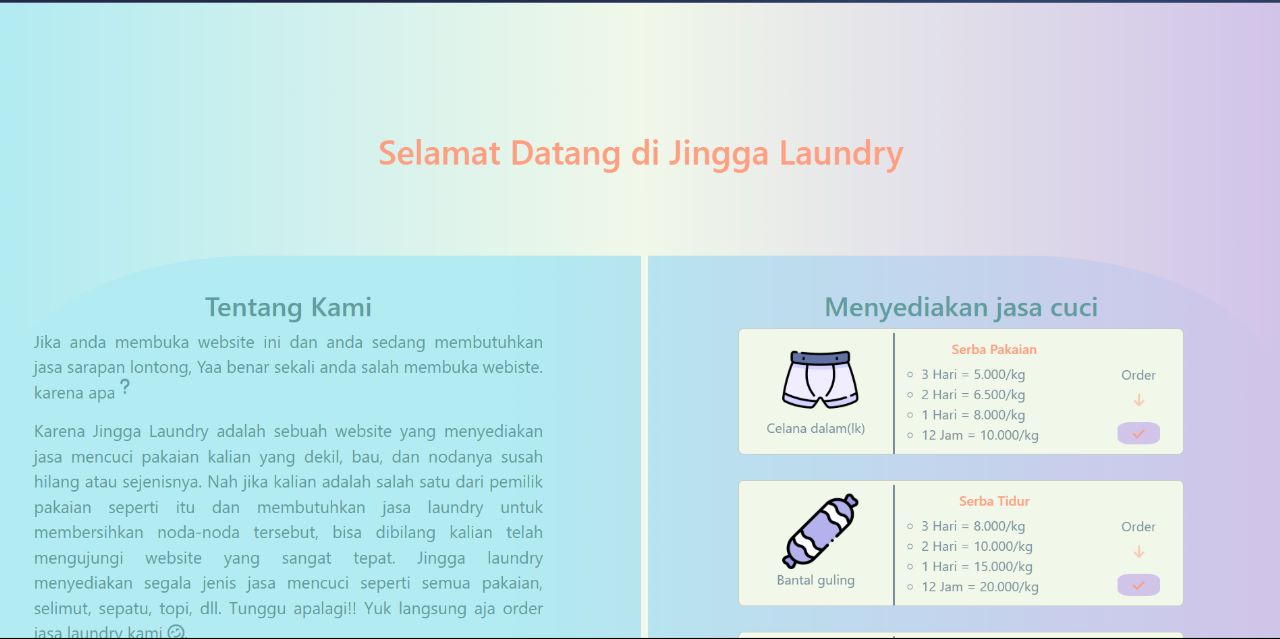 Selamat Datang di Jingga Laundry
Tentang Kami
Jika anda membuka website ini dan anda sedang membutuhkan
jasa sarapan lontong, Yaa benar sekali anda salah membuka webiste.
karena apa ?
Karena Jingga Laundry adalah sebuah website yang menyediakan
jasa mencuci pakaian kalian yang dekil, bau, dan nodanya susah
hilang atau sejenisnya. Nah jika kalian adalah salah satu dari pemilik
pakaian seperti itu dan membutuhkan jasa laundry untuk
membersihkan noda-noda tersebut, bisa dibilang kalian telah
mengujungi website yang sangat tepat. Jingga laundry
menyediakan segala jenis jasa mencuci seperti semua pakaian,
selimut, sepatu, topi, dll. Tunggu apalagi!! Yuk langsung aja order
jasa laundry kami 😉.
Menyediakan jasa cuci
Celana dalam(lk)
Serba Pakaian
3 Hari = 5.000/kg
2 Hari = 6.500/kg
1 Hari = 8.000/kg
12 Jam = 10.000/kg
Order
Bantal guling
Serba Tidur
3 Hari = 8.000/kg
2 Hari = 10.000/kg
1 Hari = 15.000/kg
12 Jam = 20.000/kg
Order